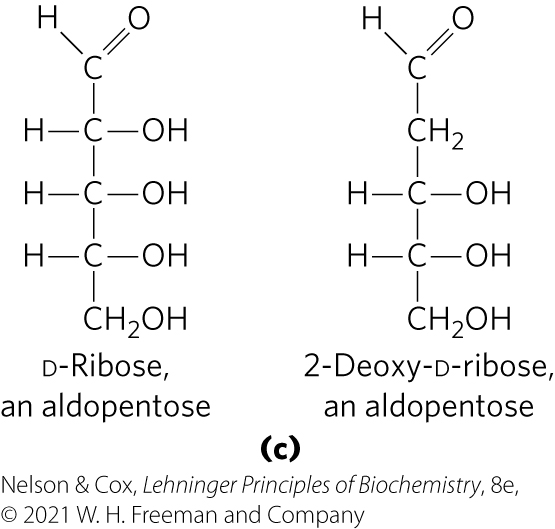 H O H O
C C
H—C—OH CH₂
H—C—OH H—C—OH
H—C—OH H—C—OH
CH₂OH CH₂OH
D-Ribose, 2-Deoxy-D-ribose,
an aldopentose an aldopentose
(c)
Nelson & Cox, Lehninger Principles of Biochemistry, 8e,
© 2021 W. H. Freeman and Company